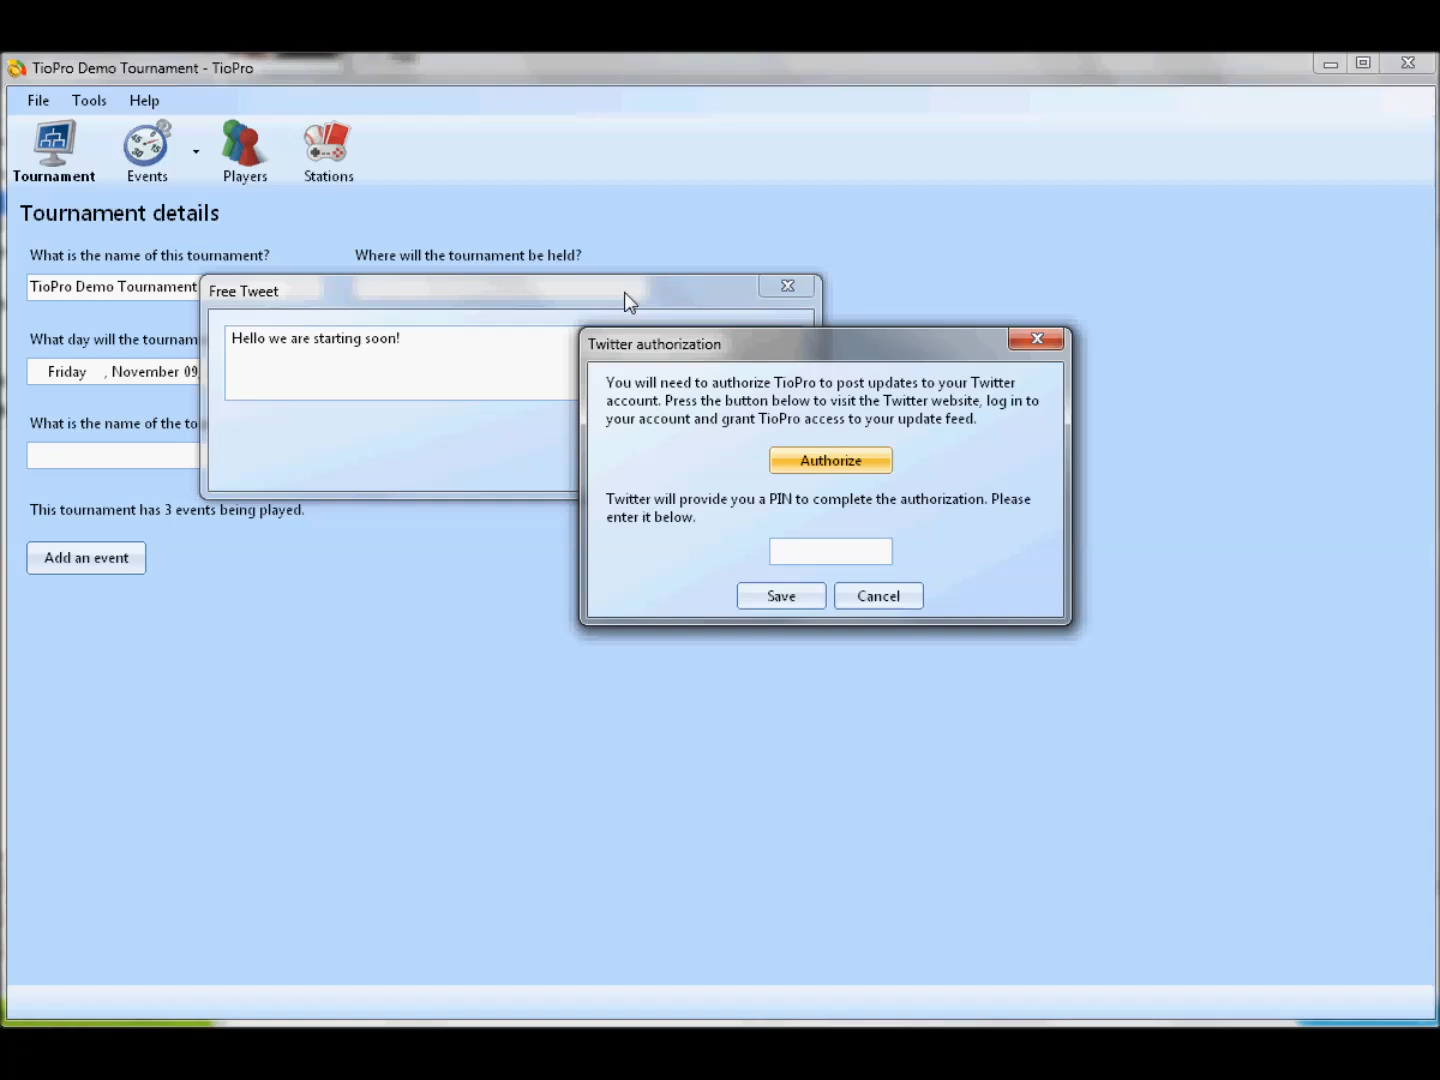 TioPro Demo Tournament - TioPro
File Tools Help
Tournament Events Players Stations
Tournament details
What is the name of this tournament? Where will the tournament be held?
TioPro Demo Tournament
Free Tweet
Hello we are starting soon!
What day will the tournam
Friday , November 09,
What is the name of the to
This tournament has 3 events being played.
Add an event
Twitter authorization
You will need to authorize TioPro to post updates to your Twitter
account. Press the button below to visit the Twitter website, log in to
your account and grant TioPro access to your update feed.
Authorize
Twitter will provide you a PIN to complete the authorization. Please
enter it below.
Save Cancel